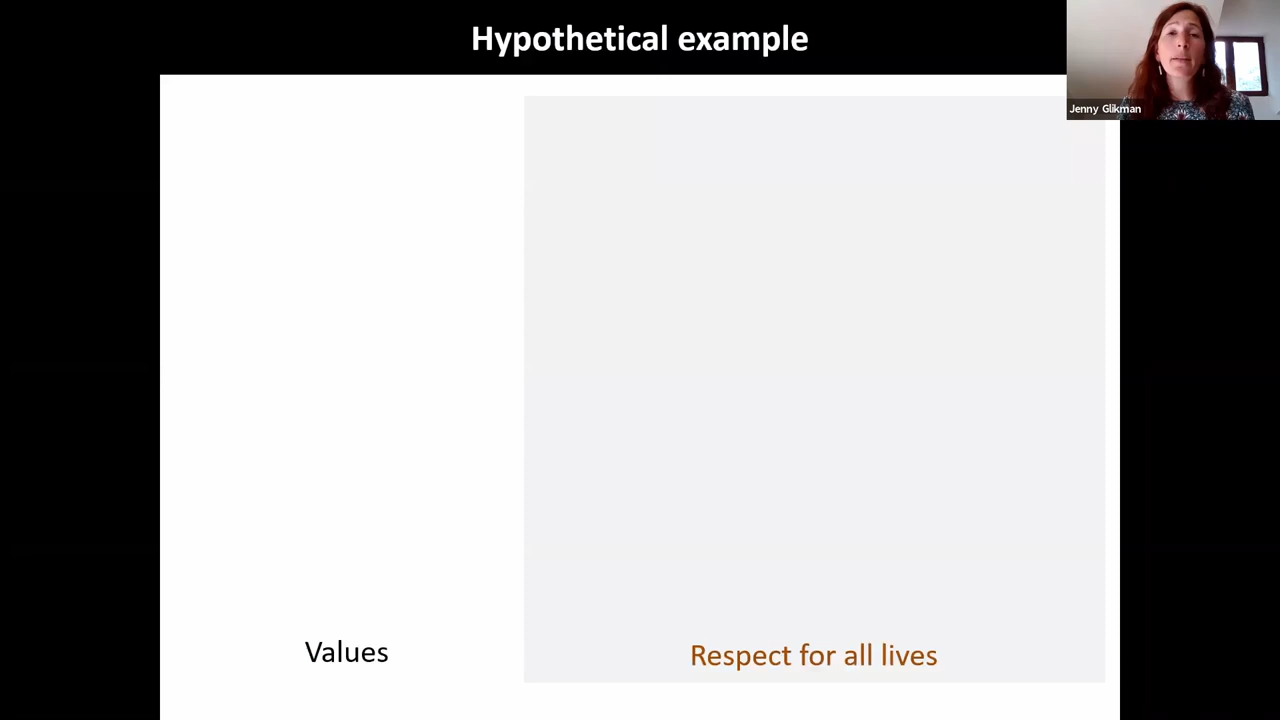 Hypothetical example
Jenny Glikman
Values
Respect for all lives